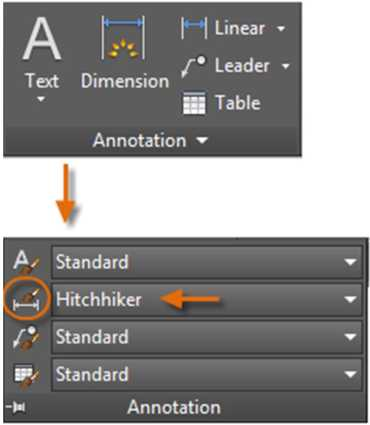 A
Text
Dimension
Linear
Leader
Table
Annotation
Standard
Hitchhiker
Standard
Standard
Annotation